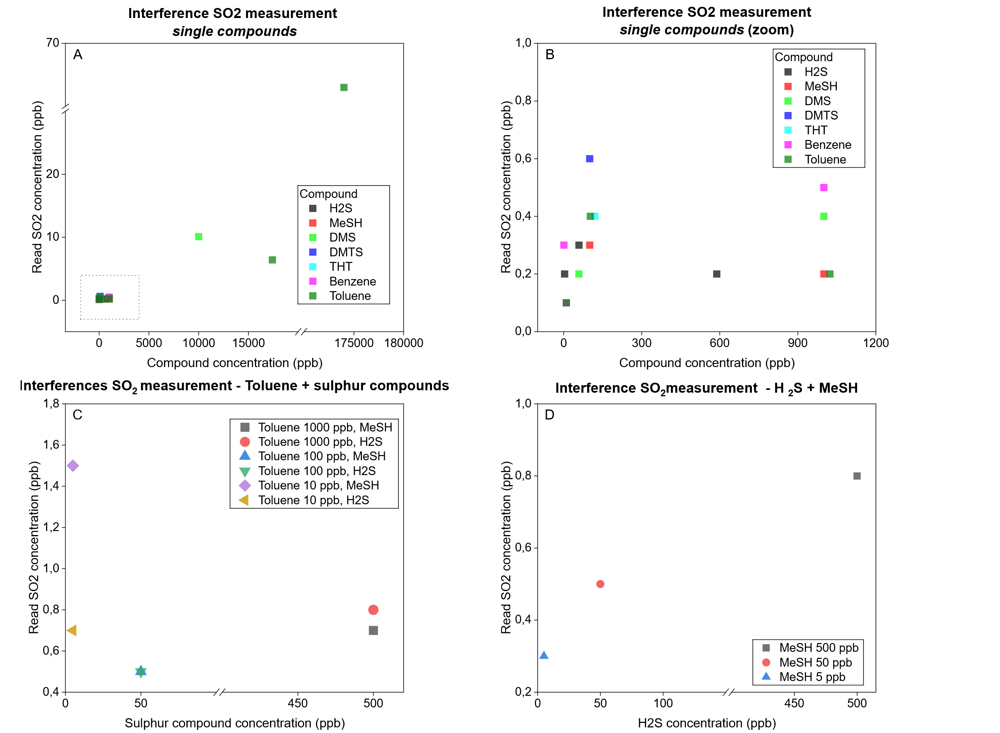 Interference SO2 measurement
single compounds
A
70
20
10
0
Read SO2 concentration (ppb)
Compound
H2S
MeSH
DMS
DMTS
THT
Benzene
Toluene
0 5000 10000 15000 175000 180000
Compound concentration (ppb)
Interference SO2 measurement
single compounds (zoom)
B
1,0
0,8
0,6
0,4
0,2
0,0
Read SO2 concentration (ppb)
Compound
H2S
MeSH
DMS
DMTS
THT
Benzene
Toluene
0 300 600 900 1200
Compound concentration (ppb)
Interferences SO2 measurement - Toluene + sulphur compounds
C
1,8
1,6
1,4
1,2
1,0
0,8
0,6
0,4
Read SO2 concentration (ppb)
Toluene 1000 ppb, MeSH
Toluene 1000 ppb, H2S
Toluene 100 ppb, MeSH
Toluene 100 ppb, H2S
Toluene 10 ppb, MeSH
Toluene 10 ppb, H2S
0 50 450 500
Sulphur compound concentration (ppb)
Interference SO2measurement - H 2S + MeSH
D
1,0
0,8
0,6
0,4
0,2
Read SO2 concentration (ppb)
MeSH 500 ppb
MeSH 50 ppb
MeSH 5 ppb
0 50 100 450 500
H2S concentration (ppb)